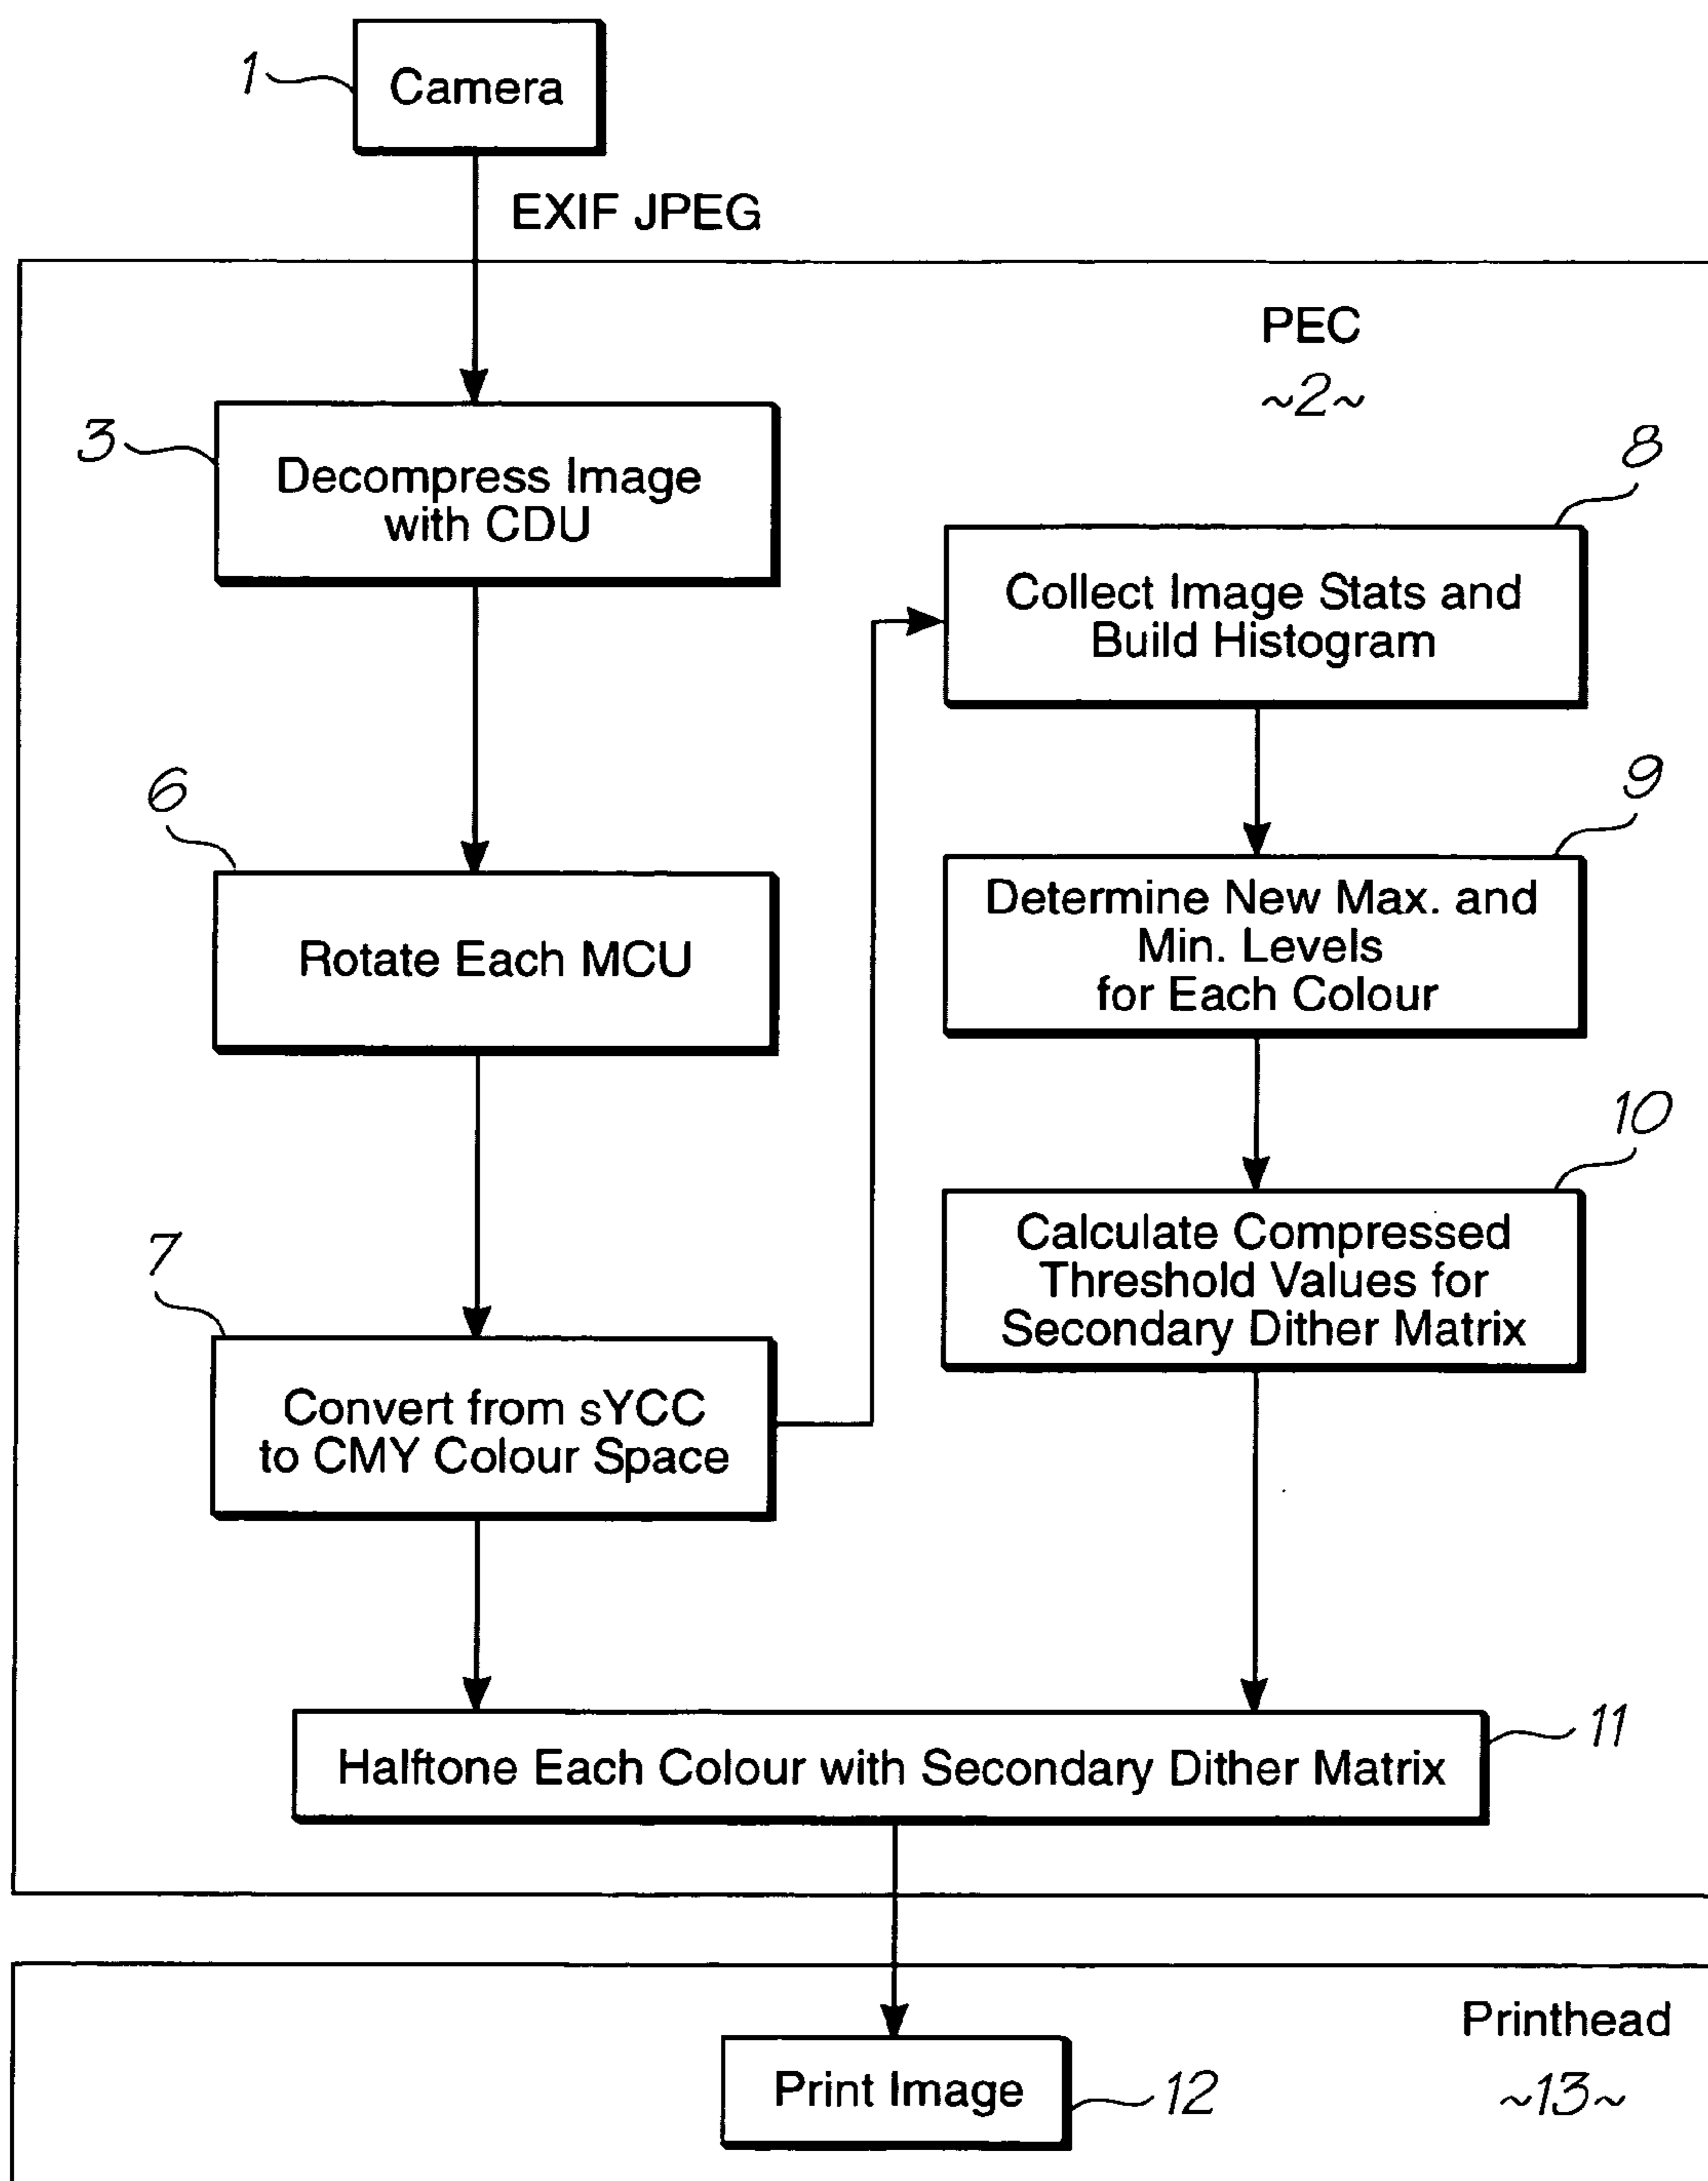 1
Camera
EXIF JPEG
PEC
~2~
3
Decompress Image
with CDU
8
Collect Image Stats and
Build Histogram
6
Rotate Each MCU
9
Determine New Max. and
Min. Levels
for Each Colour
10
Calculate Compressed
Threshold Values for
Secondary Dither Matrix
7
Convert from sYCC
to CMY Colour Space
Halftone Each Colour with Secondary Dither Matrix
11
Printhead
~13~
Print Image
12